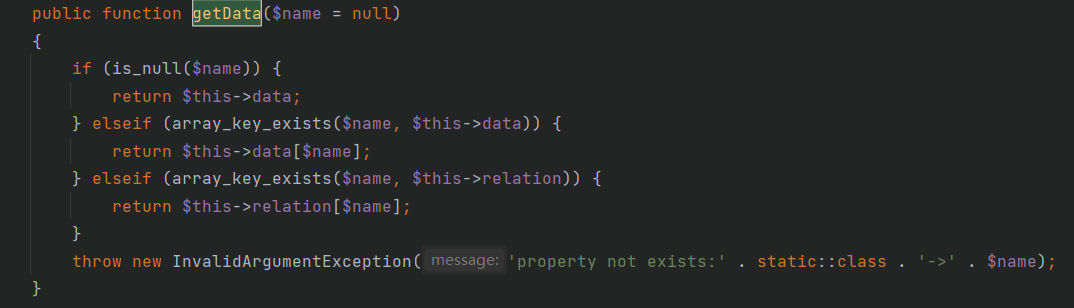 public function getData($name = null)
{
if (is_null($name)) {
return $this->data;
} elseif (array_key_exists($name, $this->data)) {
return $this->data[$name];
} elseif (array_key_exists($name, $this->relation)) {
return $this->relation[$name];
}
throw new InvalidArgumentException( message: 'property not exists:' . static::class . '->' . $name);
}